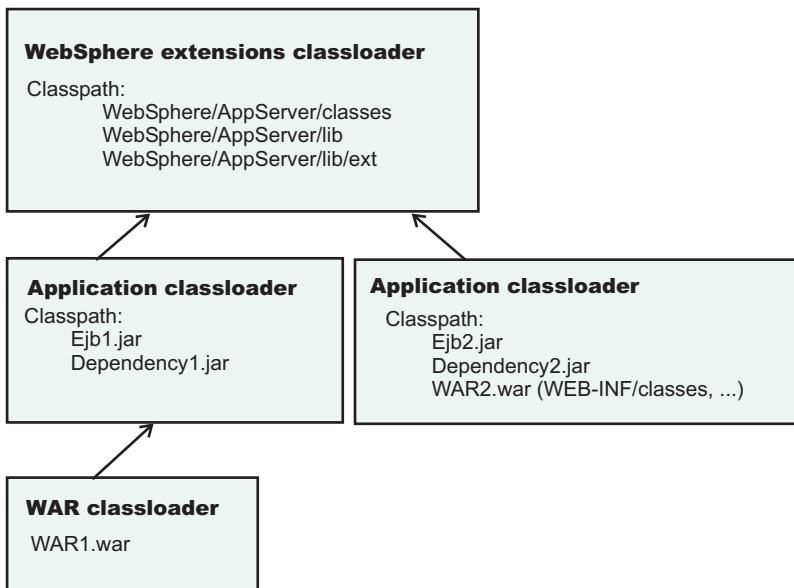 WebSphere extensions classloader
Classpath:
WebSphere/AppServer/classes
WebSphere/AppServer/lib
WebSphere/AppServer/lib/ext
Application classloader
Classpath:
Ejb1.jar
Dependency1.jar
Application classloader
Classpath:
Ejb2.jar
Dependency2.jar
WAR2.war (WEB-INF/classes, ...)
WAR classloader
WAR1.war